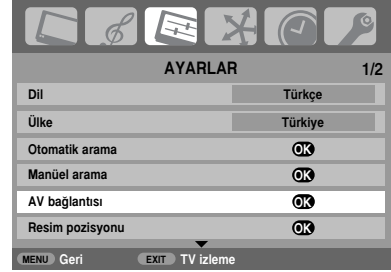 AYARLAR 1/2
Dil Türkçe
Ülke Türkiye
Otomatik arama OK
Manüel arama OK
AV bağlantısı OK
Resim pozisyonu OK
MENU Geri EXIT TV izleme